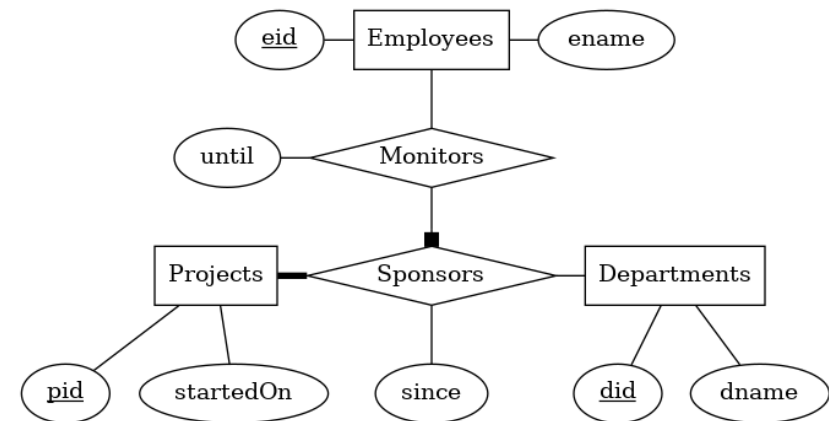 eid Employees ename
until Monitors
Projects Sponsors Departments
pid startedOn since did dname